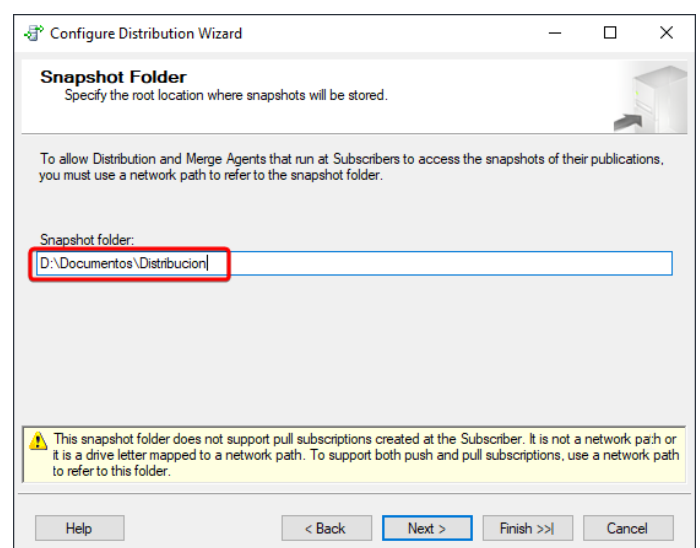 Configure Distribution Wizard
Snapshot Folder
Specify the root location where snapshots will be stored.
To allow Distribution and Merge Agents that run at Subscribers to access the snapshots of their publications,
you must use a network path to refer to the snapshot folder.
Snapshot folder:
D:\Documentos\Distribucion
This snapshot folder does not support pull subscriptions created at the Subscriber. It is not a network path or
it is a drive letter mapped to a network path. To support both push and pull subscriptions, use a network path
to refer to this folder.
Help < Back Next > Finish >>| Cancel